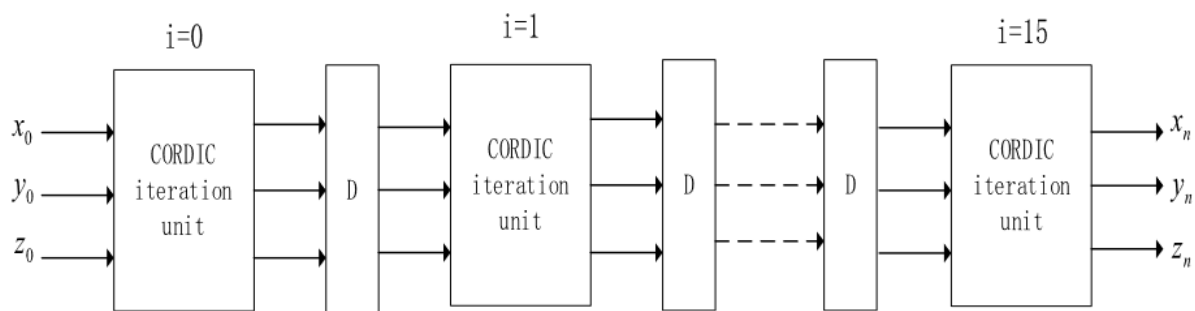 i=0
i=1
i=15
x₀
y₀
z₀
CORDIC
iteration
unit
D
CORDIC
iteration
unit
D
D
CORDIC
iteration
unit
xₙ
yₙ
zₙ